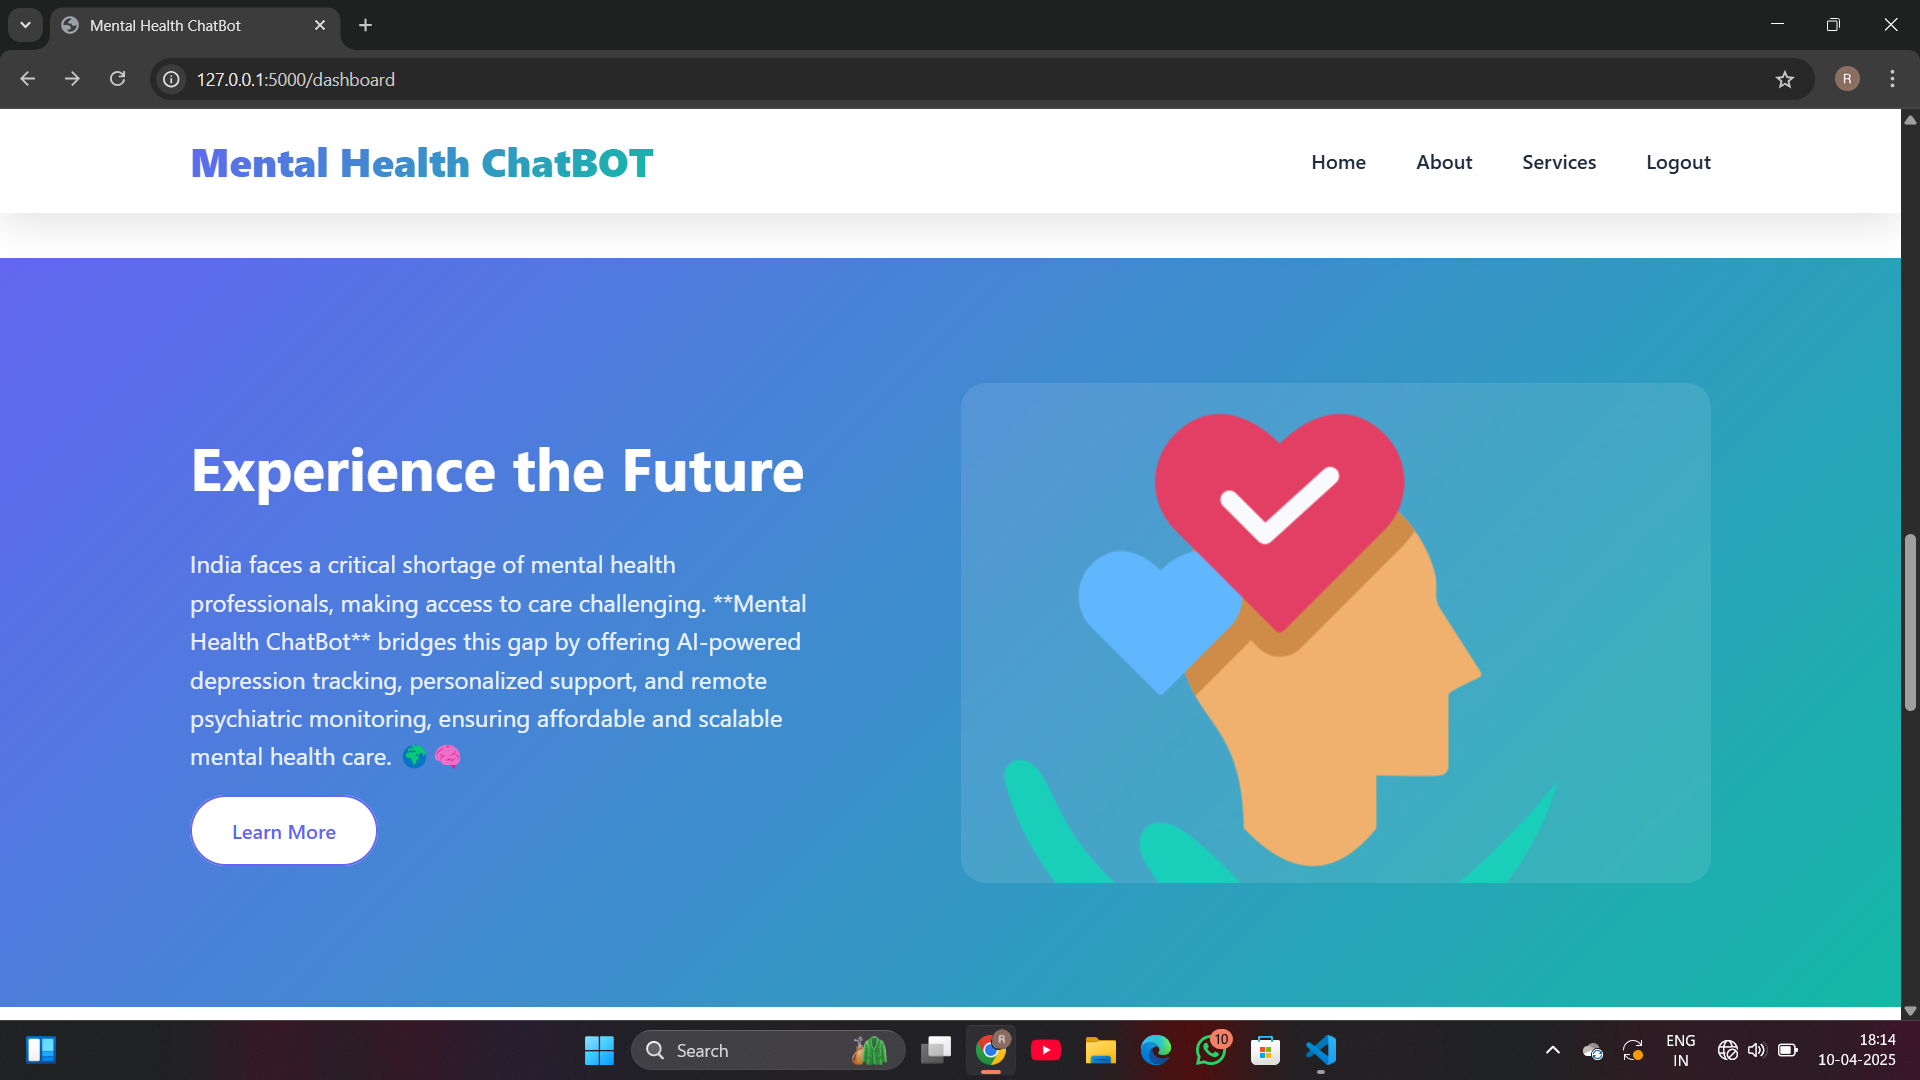 Mental Health ChatBot
127.0.0.1:5000/dashboard
R
Mental Health ChatBOT
Home
About
Services
Logout
Experience the Future
India faces a critical shortage of mental health
professionals, making access to care challenging. **Mental
Health ChatBot** bridges this gap by offering AI-powered
depression tracking, personalized support, and remote
psychiatric monitoring, ensuring affordable and scalable
mental health care. 🌍 🧠
Learn More
Search
R
10
ENG
IN
18:14
10-04-2025